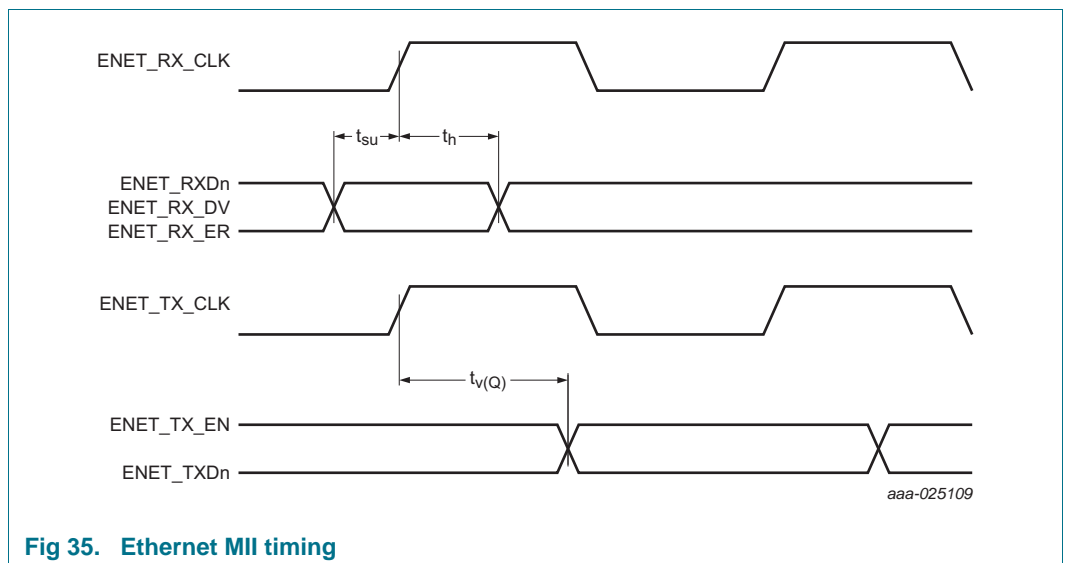 ENET_RX_CLK
tsu
th
ENET_RXDn
ENET_RX_DV
ENET_RX_ER
ENET_TX_CLK
tv(Q)
ENET_TX_EN
ENET_TXDn
aaa-025109
Fig 35. Ethernet MII timing